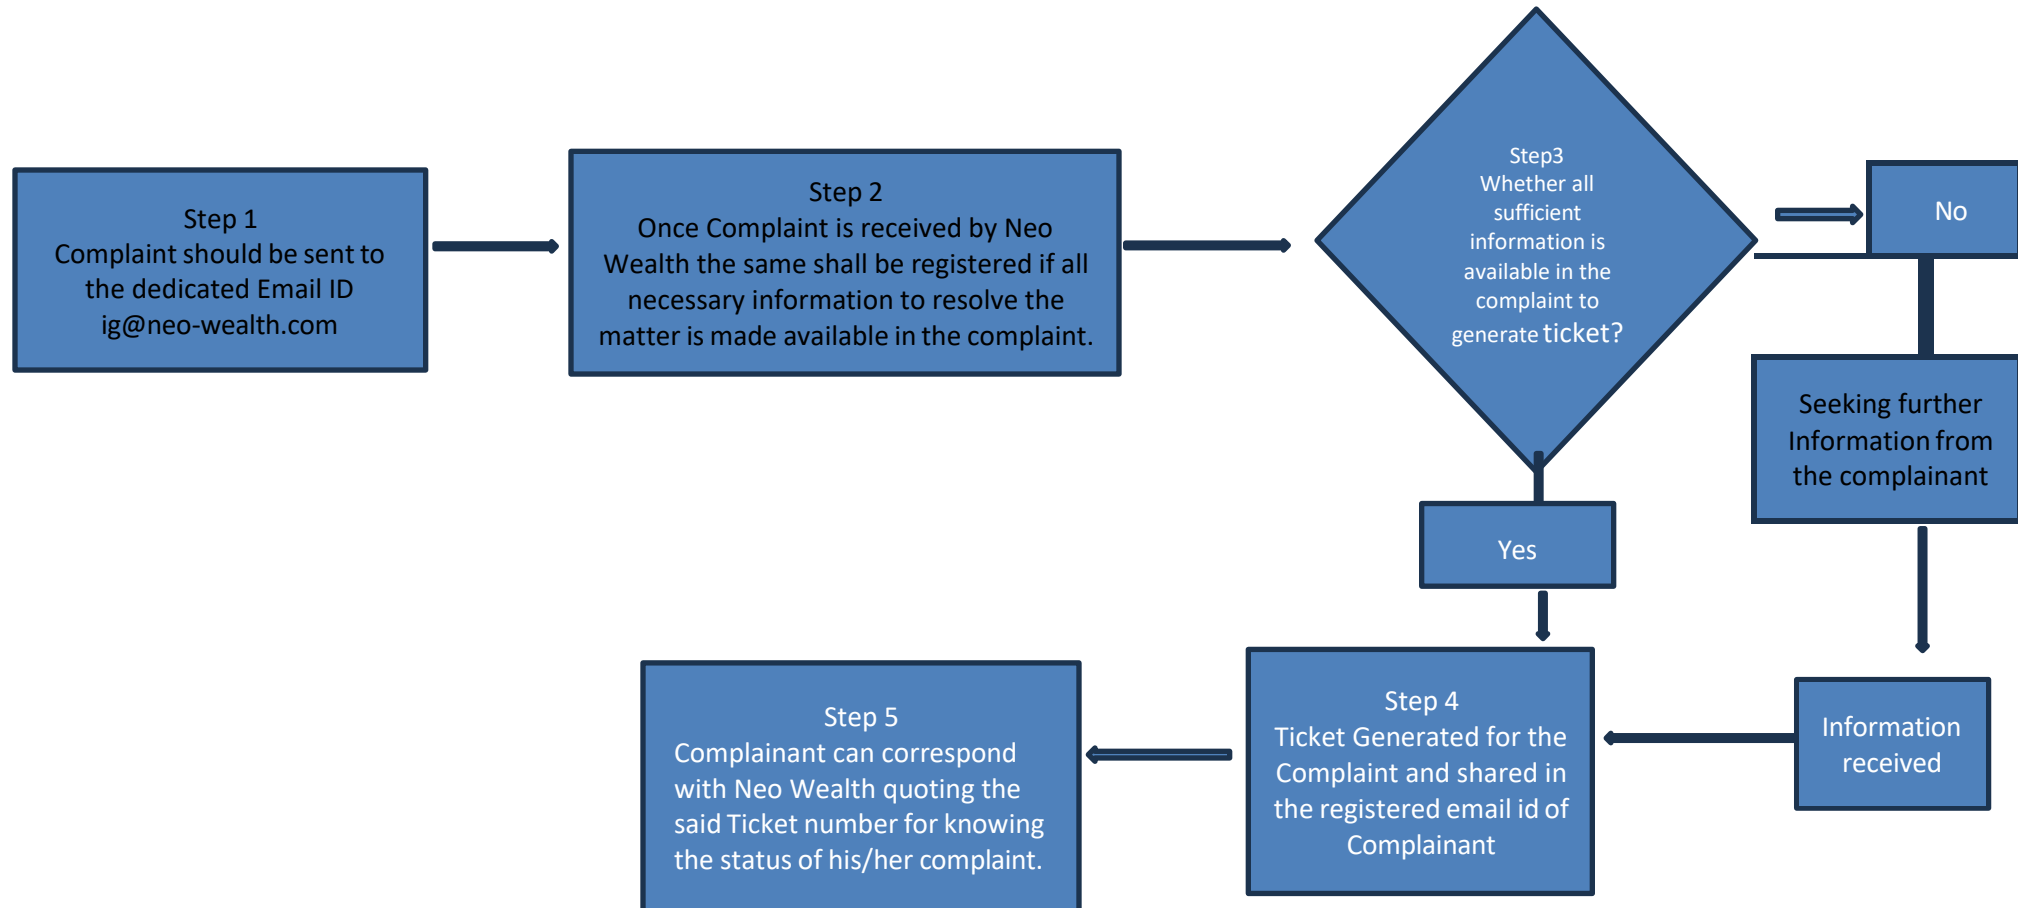 Step 1
Complaint should be sent to
the dedicated Email ID
ig@neo-wealth.com
Step 2
Once Complaint is received by Neo
Wealth the same shall be registered if all
necessary information to resolve the
matter is made available in the complaint.
Step3
Whether all
sufficient
information is
available in the
complaint to
generate ticket?
No
Seeking further
Information from
the complainant
Yes
Information
received
Step 4
Ticket Generated for the
Complaint and shared in
the registered email id of
Complainant
Step 5
Complainant can correspond
with Neo Wealth quoting the
said Ticket number for knowing
the status of his/her complaint.